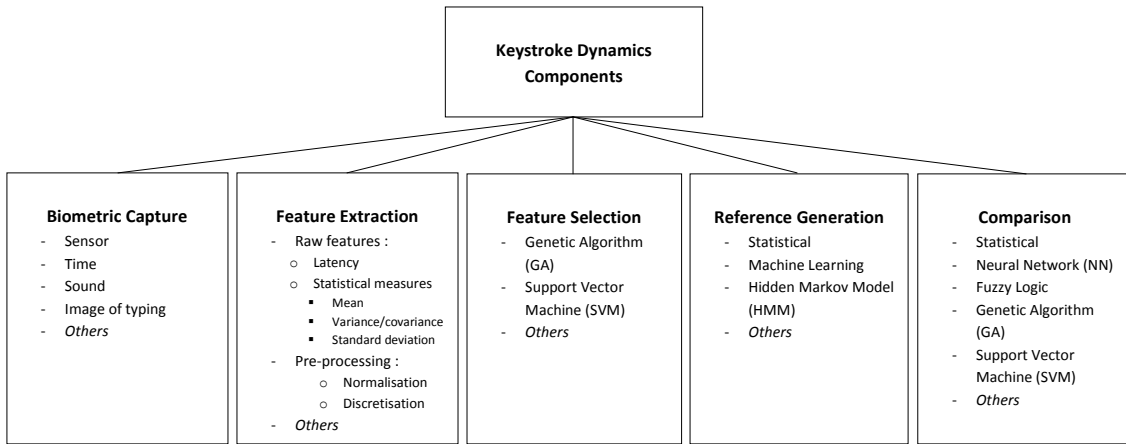 Keystroke Dynamics
Components
Biometric Capture
- Sensor
- Time
- Sound
- Image of typing
- Others
Feature Extraction
- Raw features :
o Latency
o Statistical measures
▪ Mean
▪ Variance/covariance
▪ Standard deviation
- Pre-processing :
o Normalisation
o Discretisation
- Others
Feature Selection
- Genetic Algorithm
(GA)
- Support Vector
Machine (SVM)
- Others
Reference Generation
- Statistical
- Machine Learning
- Hidden Markov Model
(HMM)
- Others
Comparison
- Statistical
- Neural Network (NN)
- Fuzzy Logic
- Genetic Algorithm
(GA)
- Support Vector
Machine (SVM)
- Others